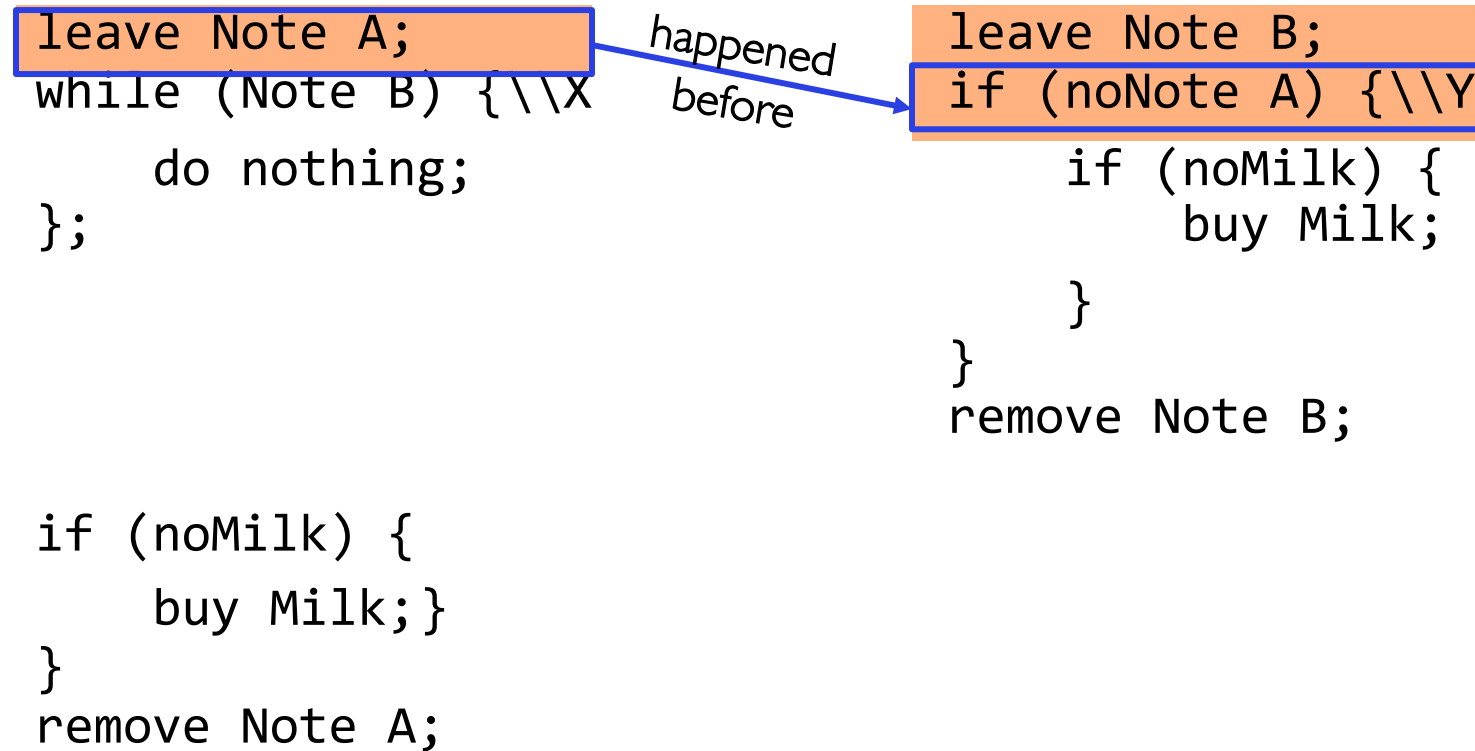 leave Note A;
while (Note B) {\\X
    do nothing;
};
if (noMilk) {
    buy Milk;}
}
remove Note A;
happened
before
leave Note B;
if (noNote A) {\\Y
    if (noMilk) {
        buy Milk;
    }
}
remove Note B;